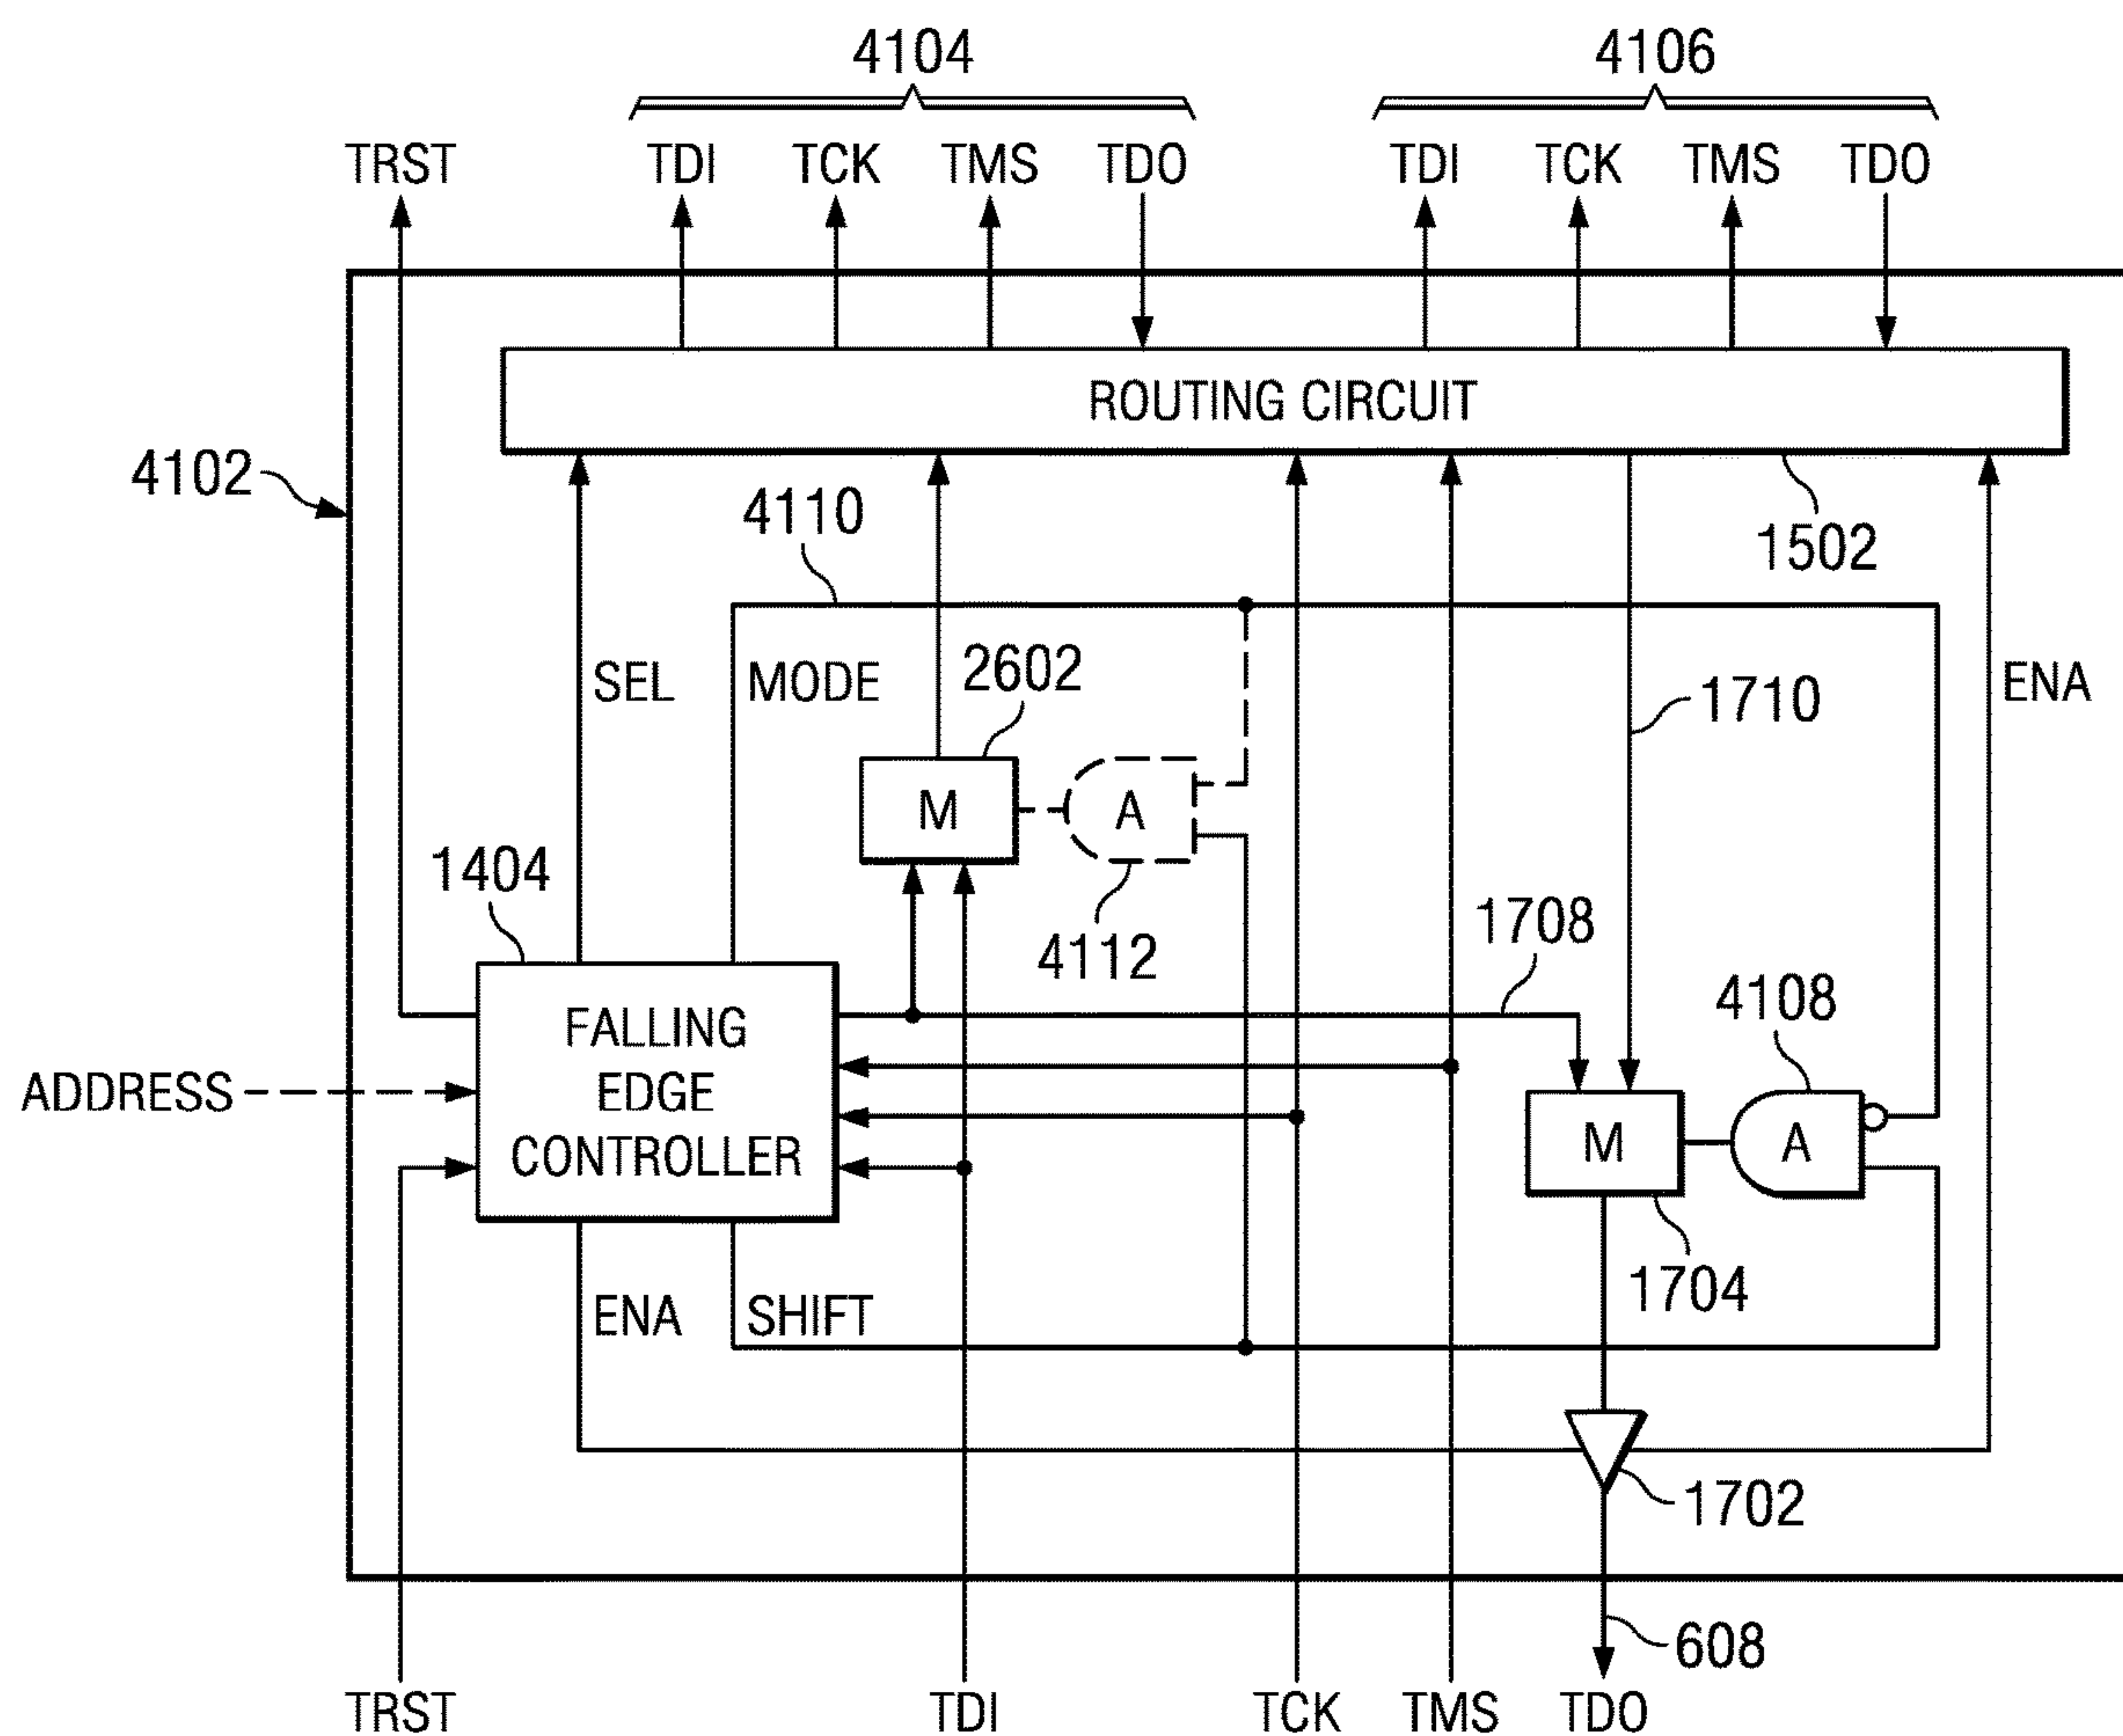 4104 4106
TRST TDI TCK TMS TDO TDI TCK TMS TDO
ROUTING CIRCUIT
4102
4110
1502
SEL MODE 2602 1710 ENA
M A
1404
1708
4112
4108
FALLING
EDGE
CONTROLLER
ADDRESS
M A
1704
ENA SHIFT
1702
608
TRST TDI TCK TMS TDO